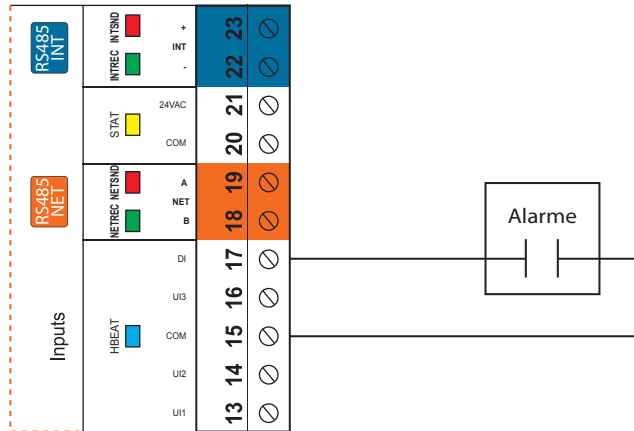 RS485
INT
INTREC INTSND
+
INT
-
23
22
STAT
24VAC
COM
21
20
RS485
NET
NETREC NETSND
A
NET
B
19
18
Inputs
HBEAT
DI
UI3
COM
UI2
UI1
17
16
15
14
13
Alarme